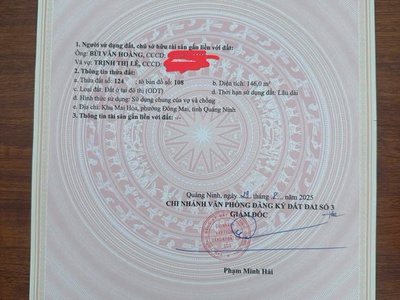 1. Người sử dụng đất, chủ sở hữu tài sản gắn liền với đất:
Ông: BÙI VĂN HOÀNG, CCCD:
Và vợ: TRỊNH THỊ LỆ, CCCD:
2. Thông tin thửa đất:
a. Thửa đất số: 124 , tờ bản đồ số: 108 b. Diện tích: 146,0 m²
c. Loại đất: Đất ở tại đô thị (ODT) d. Thời hạn sử dụng đất: Lâu dài
đ. Hình thức sử dụng: Sử dụng chung của vợ và chồng
e. Địa chỉ: Khu Mai Hòa, phường Đông Mai, tỉnh Quảng Ninh
3. Thông tin tài sản gắn liền với đất: -/-
Quảng Ninh, ngày 29 tháng 8 năm 2025
CHI NHÁNH VĂN PHÒNG ĐĂNG KÝ ĐẤT ĐAI SỐ 3
GIÁM ĐỐC
Phạm Minh Hải